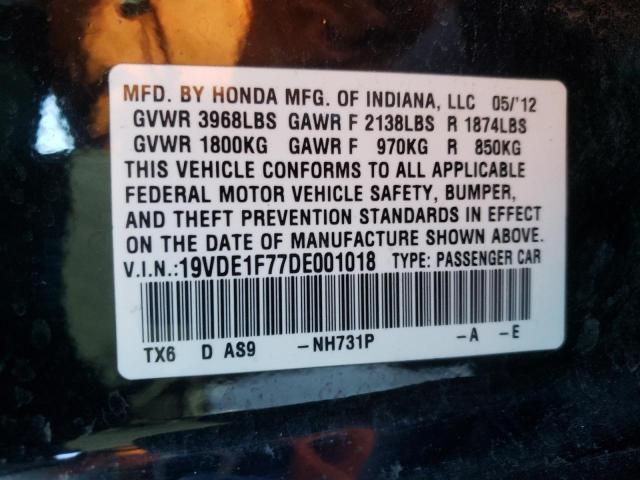 MFD. BY HONDA MFG. OF INDIANA, LLC 05/'12
GVWR 3968LBS GAWR F 2138LBS R 1874LBS
GVWR 1800KG GAWR F 970KG R 850KG
THIS VEHICLE CONFORMS TO ALL APPLICABLE
FEDERAL MOTOR VEHICLE SAFETY, BUMPER,
AND THEFT PREVENTION STANDARDS IN EFFECT
ON THE DATE OF MANUFACTURE SHOWN ABOVE.
V.I.N.:19VDE1F77DE001018 TYPE: PASSENGER CAR
TX6 D AS9 -NH731P -A -E